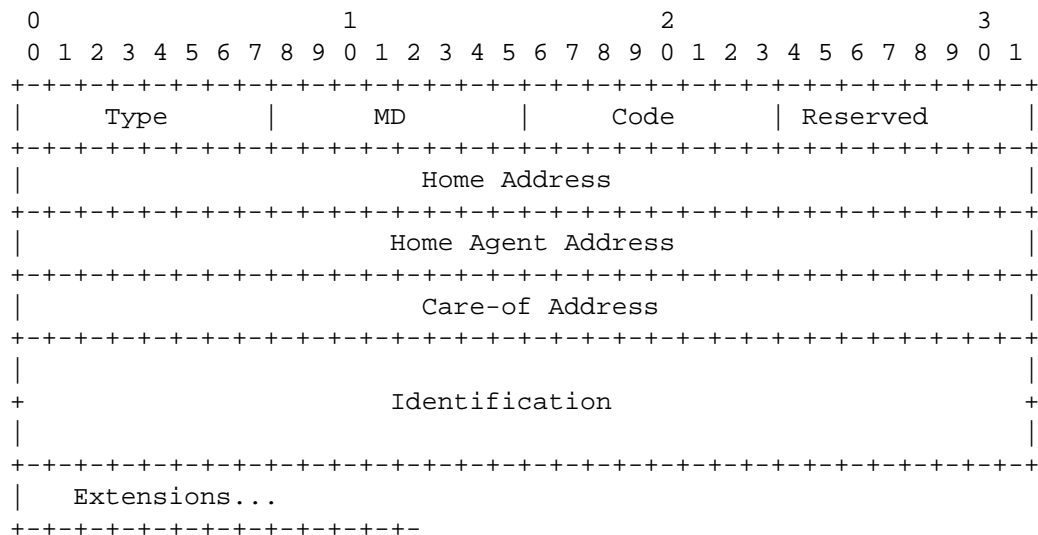 0                   1                   2                   3
 0 1 2 3 4 5 6 7 8 9 0 1 2 3 4 5 6 7 8 9 0 1 2 3 4 5 6 7 8 9 0 1
+-+-+-+-+-+-+-+-+-+-+-+-+-+-+-+-+-+-+-+-+-+-+-+-+-+-+-+-+-+-+-+-+
|     Type      |      MD       |     Code      | Reserved      |
+-+-+-+-+-+-+-+-+-+-+-+-+-+-+-+-+-+-+-+-+-+-+-+-+-+-+-+-+-+-+-+-+
|                         Home Address                          |
+-+-+-+-+-+-+-+-+-+-+-+-+-+-+-+-+-+-+-+-+-+-+-+-+-+-+-+-+-+-+-+-+
|                       Home Agent Address                      |
+-+-+-+-+-+-+-+-+-+-+-+-+-+-+-+-+-+-+-+-+-+-+-+-+-+-+-+-+-+-+-+-+
|                         Care-of Address                       |
+-+-+-+-+-+-+-+-+-+-+-+-+-+-+-+-+-+-+-+-+-+-+-+-+-+-+-+-+-+-+-+-+
|                                                               |
+                       Identification                          +
|                                                               |
+-+-+-+-+-+-+-+-+-+-+-+-+-+-+-+-+-+-+-+-+-+-+-+-+-+-+-+-+-+-+-+-+
|   Extensions...
+-+-+-+-+-+-+-+-+-+-+-+-+-